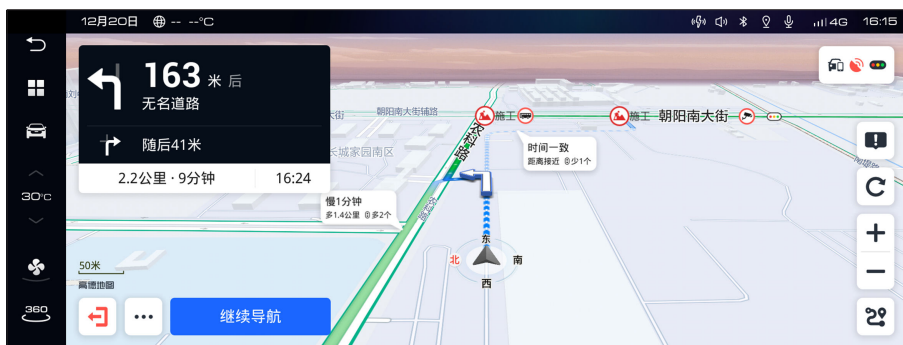 12月20日 -- --°C
4G 16:15
163 米 后
无名道路
随后41米
2.2公里 · 9分钟 16:24
30°C
360
朝阳南大街辅路
施工
施工
朝阳南大街
农科路
长城家园南区
时间一致
距离接近 少1个
慢1分钟
多1.4公里 多2个
东
北
南
西
50米
高德地图
继续导航